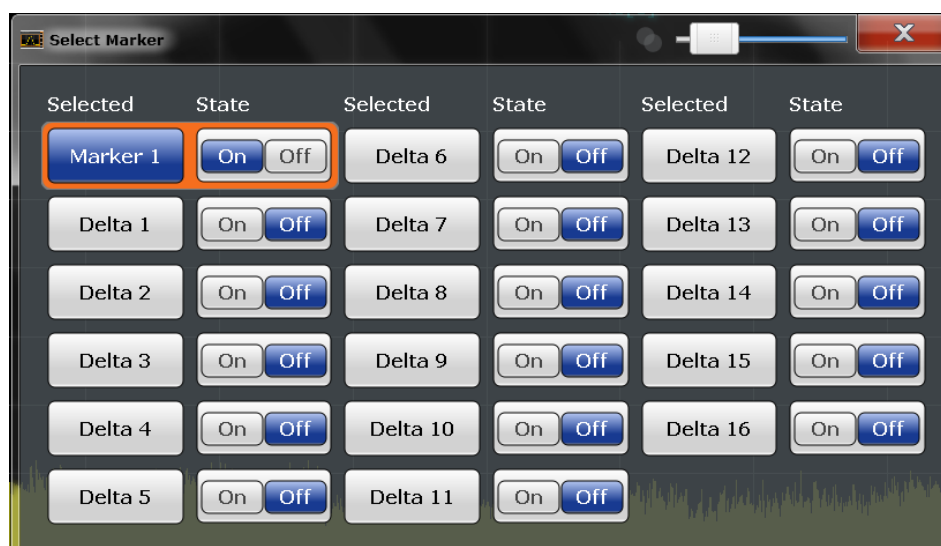 Select Marker
Selected State Selected State Selected State
Marker 1 On Off Delta 6 On Off Delta 12 On Off
Delta 1 On Off Delta 7 On Off Delta 13 On Off
Delta 2 On Off Delta 8 On Off Delta 14 On Off
Delta 3 On Off Delta 9 On Off Delta 15 On Off
Delta 4 On Off Delta 10 On Off Delta 16 On Off
Delta 5 On Off Delta 11 On Off